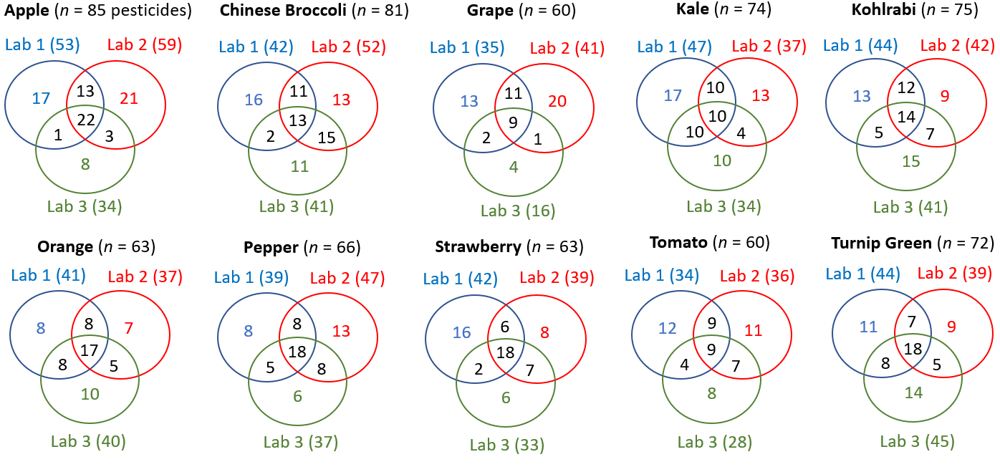 Apple (n = 85 pesticides)
Lab 1 (53) Lab 2 (59)
17 13 21
22
1 3
8
Lab 3 (34)
Chinese Broccoli (n = 81)
Lab 1 (42) Lab 2 (52)
16 11 13
13
2 15
11
Lab 3 (41)
Grape (n = 60)
Lab 1 (35) Lab 2 (41)
13 11 20
9
2 1
4
Lab 3 (16)
Kale (n = 74)
Lab 1 (47) Lab 2 (37)
17 10 13
10
10 4
10
Lab 3 (34)
Kohlrabi (n = 75)
Lab 1 (44) Lab 2 (42)
13 12 9
14
5 7
15
Lab 3 (41)
Orange (n = 63)
Lab 1 (41) Lab 2 (37)
8 8 7
17
8 5
10
Lab 3 (40)
Pepper (n = 66)
Lab 1 (39) Lab 2 (47)
8 8 13
18
5 8
6
Lab 3 (37)
Strawberry (n = 63)
Lab 1 (42) Lab 2 (39)
16 6 8
18
2 7
6
Lab 3 (33)
Tomato (n = 60)
Lab 1 (34) Lab 2 (36)
12 9 11
9
4 7
8
Lab 3 (28)
Turnip Green (n = 72)
Lab 1 (44) Lab 2 (39)
11 7 9
18
8 5
14
Lab 3 (45)